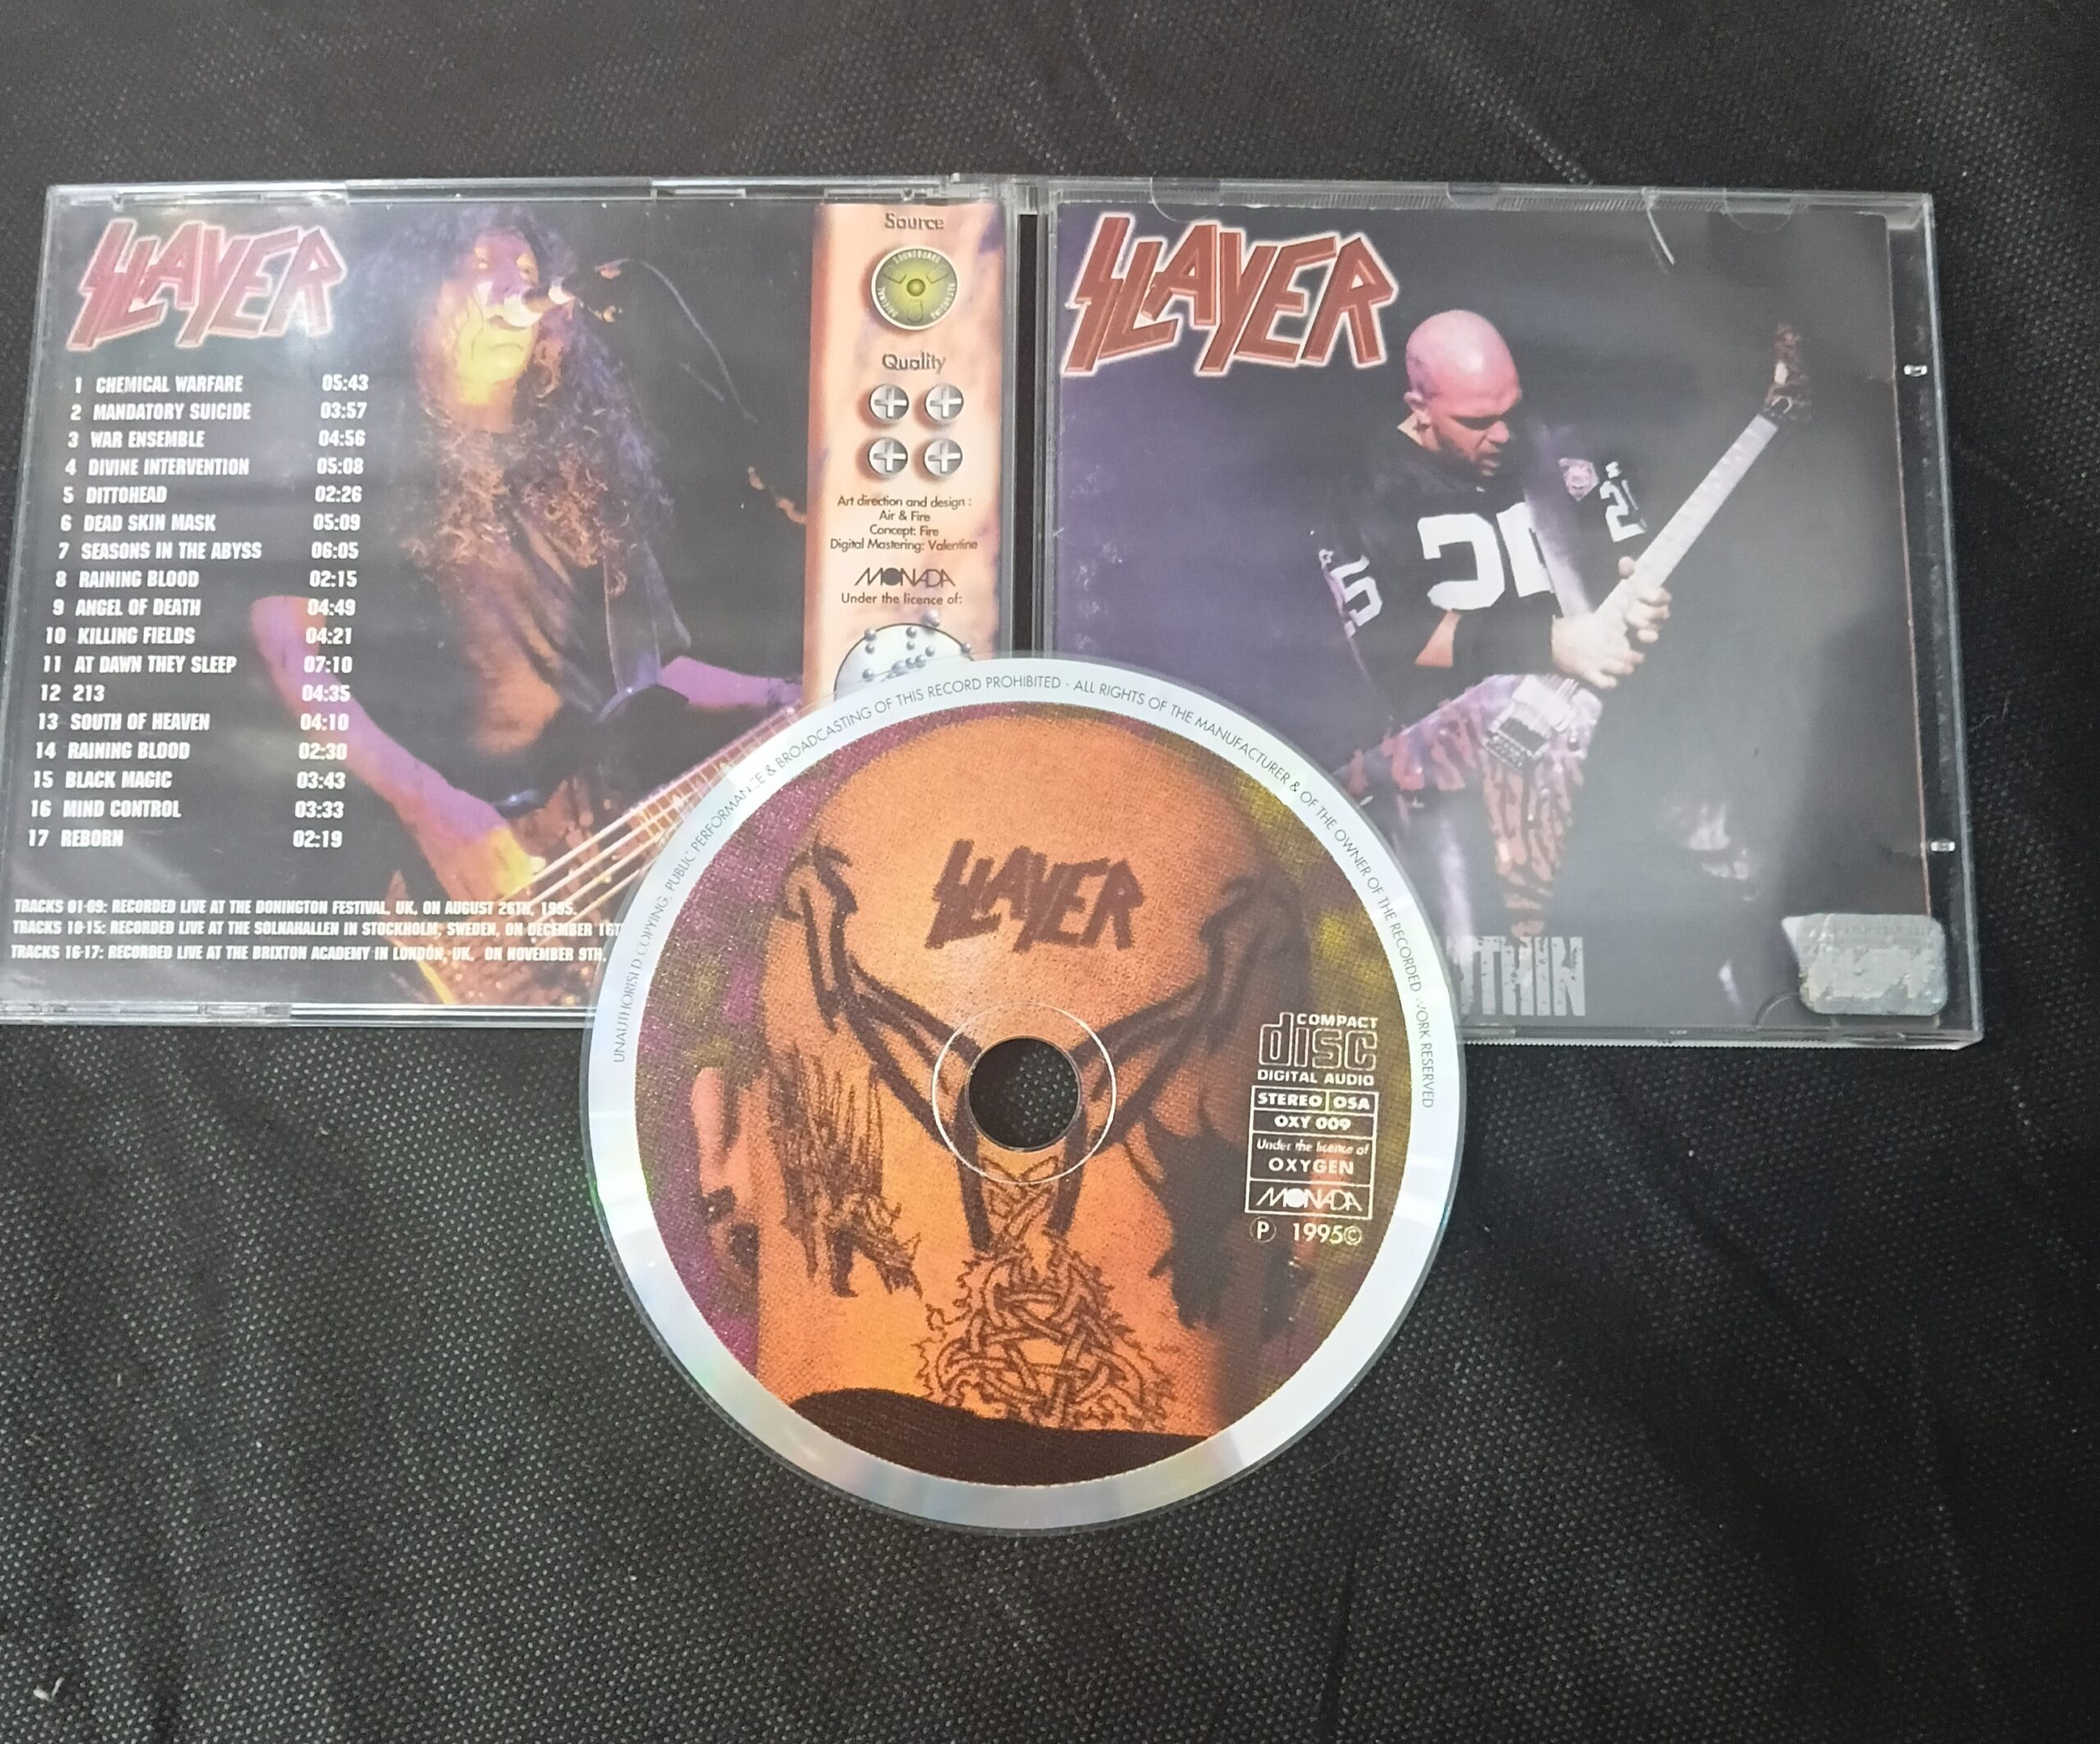 SLAYER
1 CHEMICAL WARFARE 05:43
2 MANDATORY SUICIDE 03:57
3 WAR ENSEMBLE 04:56
4 DIVINE INTERVENTION 05:08
5 DITTOHEAD 02:26
6 DEAD SKIN MASK 05:09
7 SEASONS IN THE ABYSS 06:05
8 RAINING BLOOD 02:15
9 ANGEL OF DEATH 04:49
10 KILLING FIELDS 04:21
11 AT DAWN THEY SLEEP 07:10
12 213 04:35
13 SOUTH OF HEAVEN 04:10
14 RAINING BLOOD 02:30
15 BLACK MAGIC 03:43
16 MIND CONTROL 03:33
17 REBORN 02:19
TRACKS 01-09: RECORDED LIVE AT THE DONINGTON FESTIVAL, UK, ON AUGUST 26TH, 1995.
TRACKS 10-15: RECORDED LIVE AT THE SOLNAHALLEN IN STOCKHOLM, SWEDEN, ON DECEMBER 16T
TRACKS 16-17: RECORDED LIVE AT THE BRIXTON ACADEMY IN LONDON, UK, ON NOVEMBER 9TH,
Source
SOUNDBOARD
Quality
Art direction and design :
Air & Fire
Concept: Fire
Digital Mastering: Valentine
MONADA
Under the licence of:
SLAYER
THIN
UNAUTHORISED COPYING, PUBLIC PERFORMANCE & BROADCASTING OF THIS RECORD PROHIBITED - ALL RIGHTS OF THE MANUFACTURER & OF THE OWNER OF THE RECORDED WORK RESERVED
SLAYER
COMPACT
disc
DIGITAL AUDIO
STEREO OSA
OXY 009
Under the licence of
OXYGEN
MONADA
Ⓟ 1995©